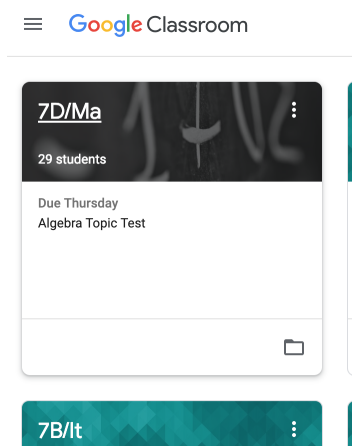 Google Classroom
7D/Ma
29 students
Due Thursday
Algebra Topic Test
7B/It